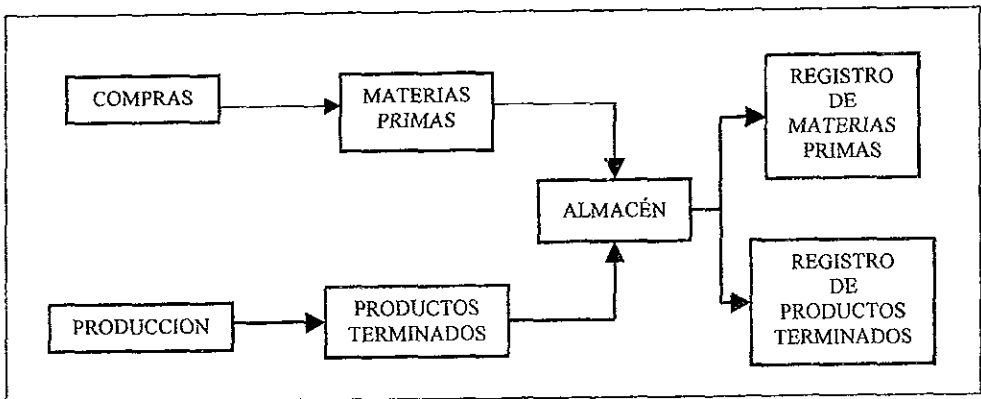 COMPRAS
MATERIAS
PRIMAS
REGISTRO
DE
MATERIAS
PRIMAS
ALMACÉN
PRODUCCION
PRODUCTOS
TERMINADOS
REGISTRO
DE
PRODUCTOS
TERMINADOS